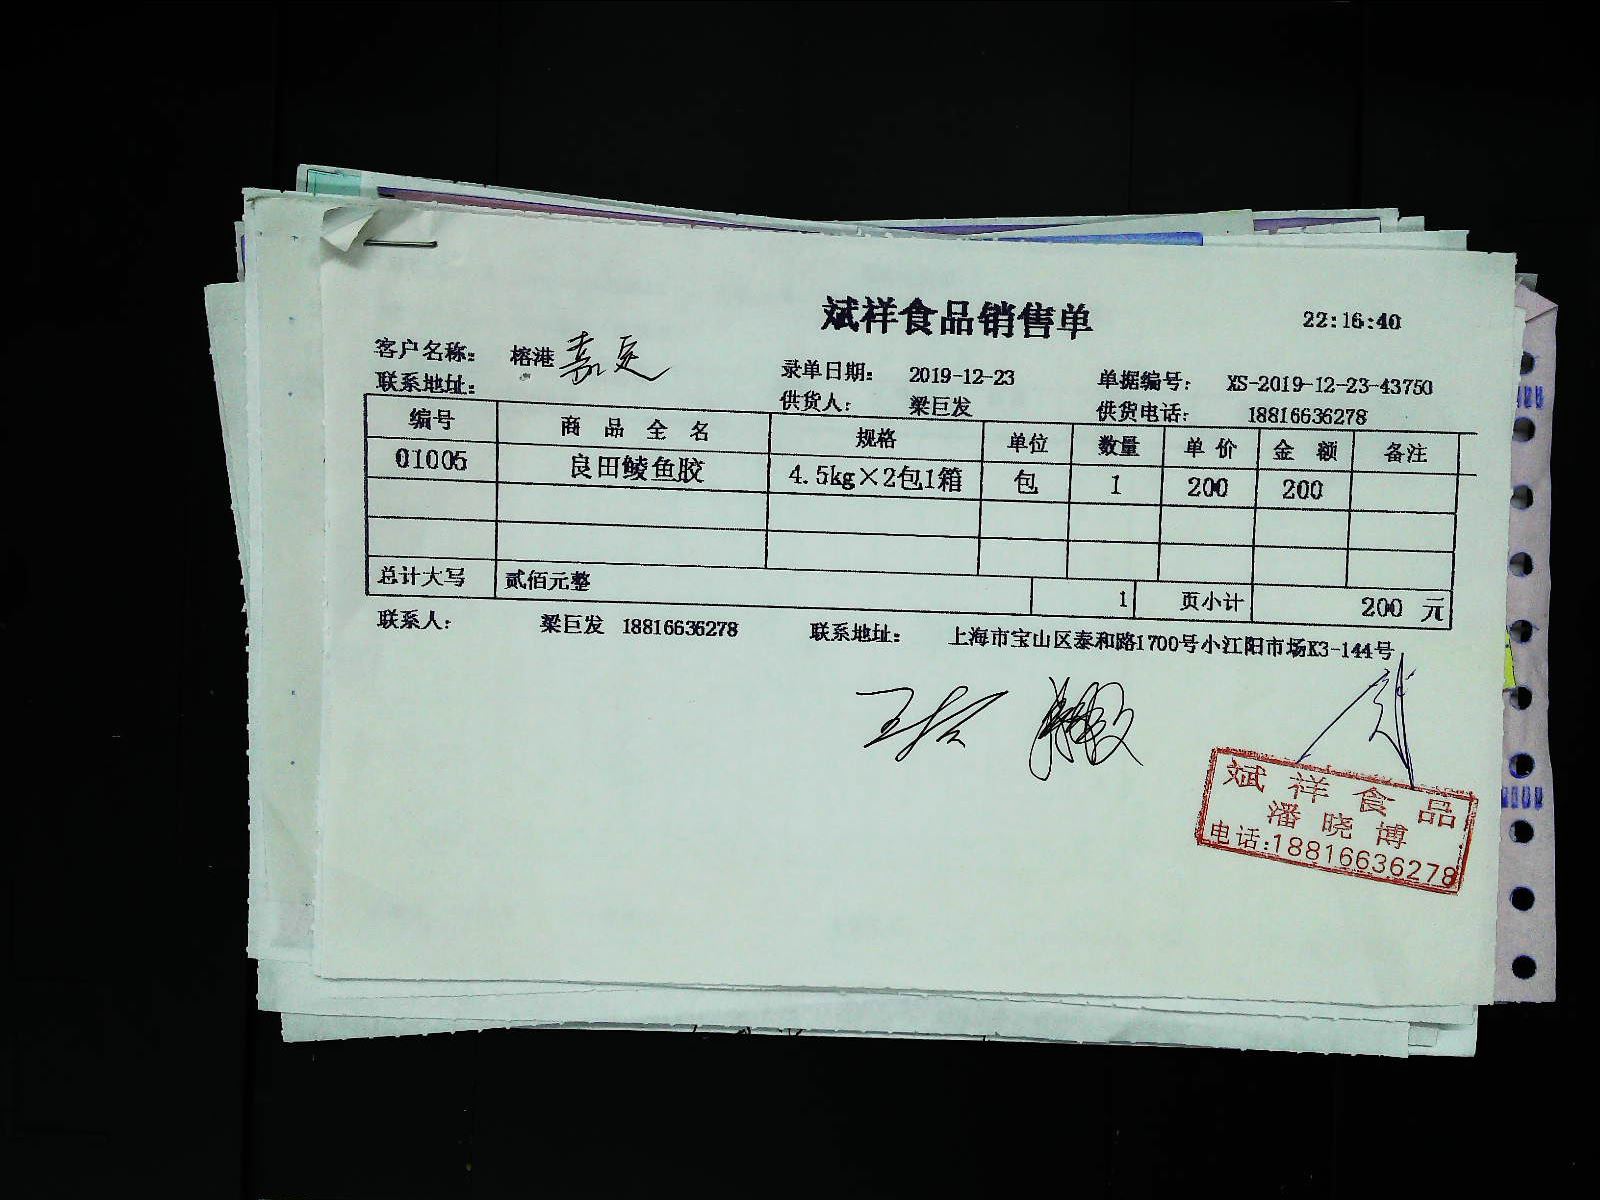 斌祥食品销售单 22:16:40
客户名称： 榕港 嘉定 录单日期： 2019-12-23 单据编号： XS-2019-12-23-43750
联系地址： 供货人： 梁巨发 供货电话： 18816636278
编号 商品全名 规格 单位 数量 单价 金额 备注
01005 良田鲮鱼胶 4.5kg×2包1箱 包 1 200 200
总计大写 贰佰元整 1 页小计 200 元
联系人： 梁巨发 18816636278 联系地址： 上海市宝山区泰和路1700号小江阳市场K3-144号
斌祥食品
潘晓博
电话:18816636278